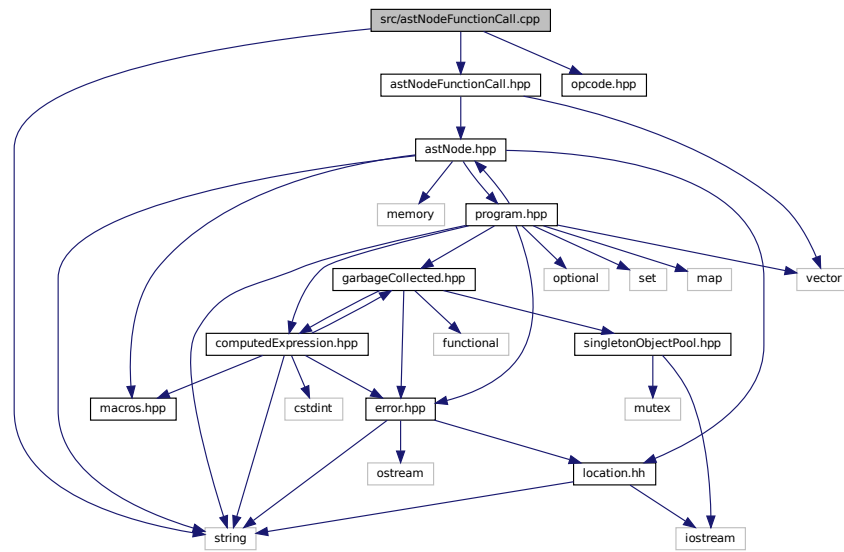 src/astNodeFunctionCall.cpp
astNodeFunctionCall.hpp
opcode.hpp
astNode.hpp
memory
program.hpp
garbageCollected.hpp
optional
set
map
vector
computedExpression.hpp
functional
singletonObjectPool.hpp
macros.hpp
cstdint
error.hpp
mutex
ostream
location.hh
string
iostream